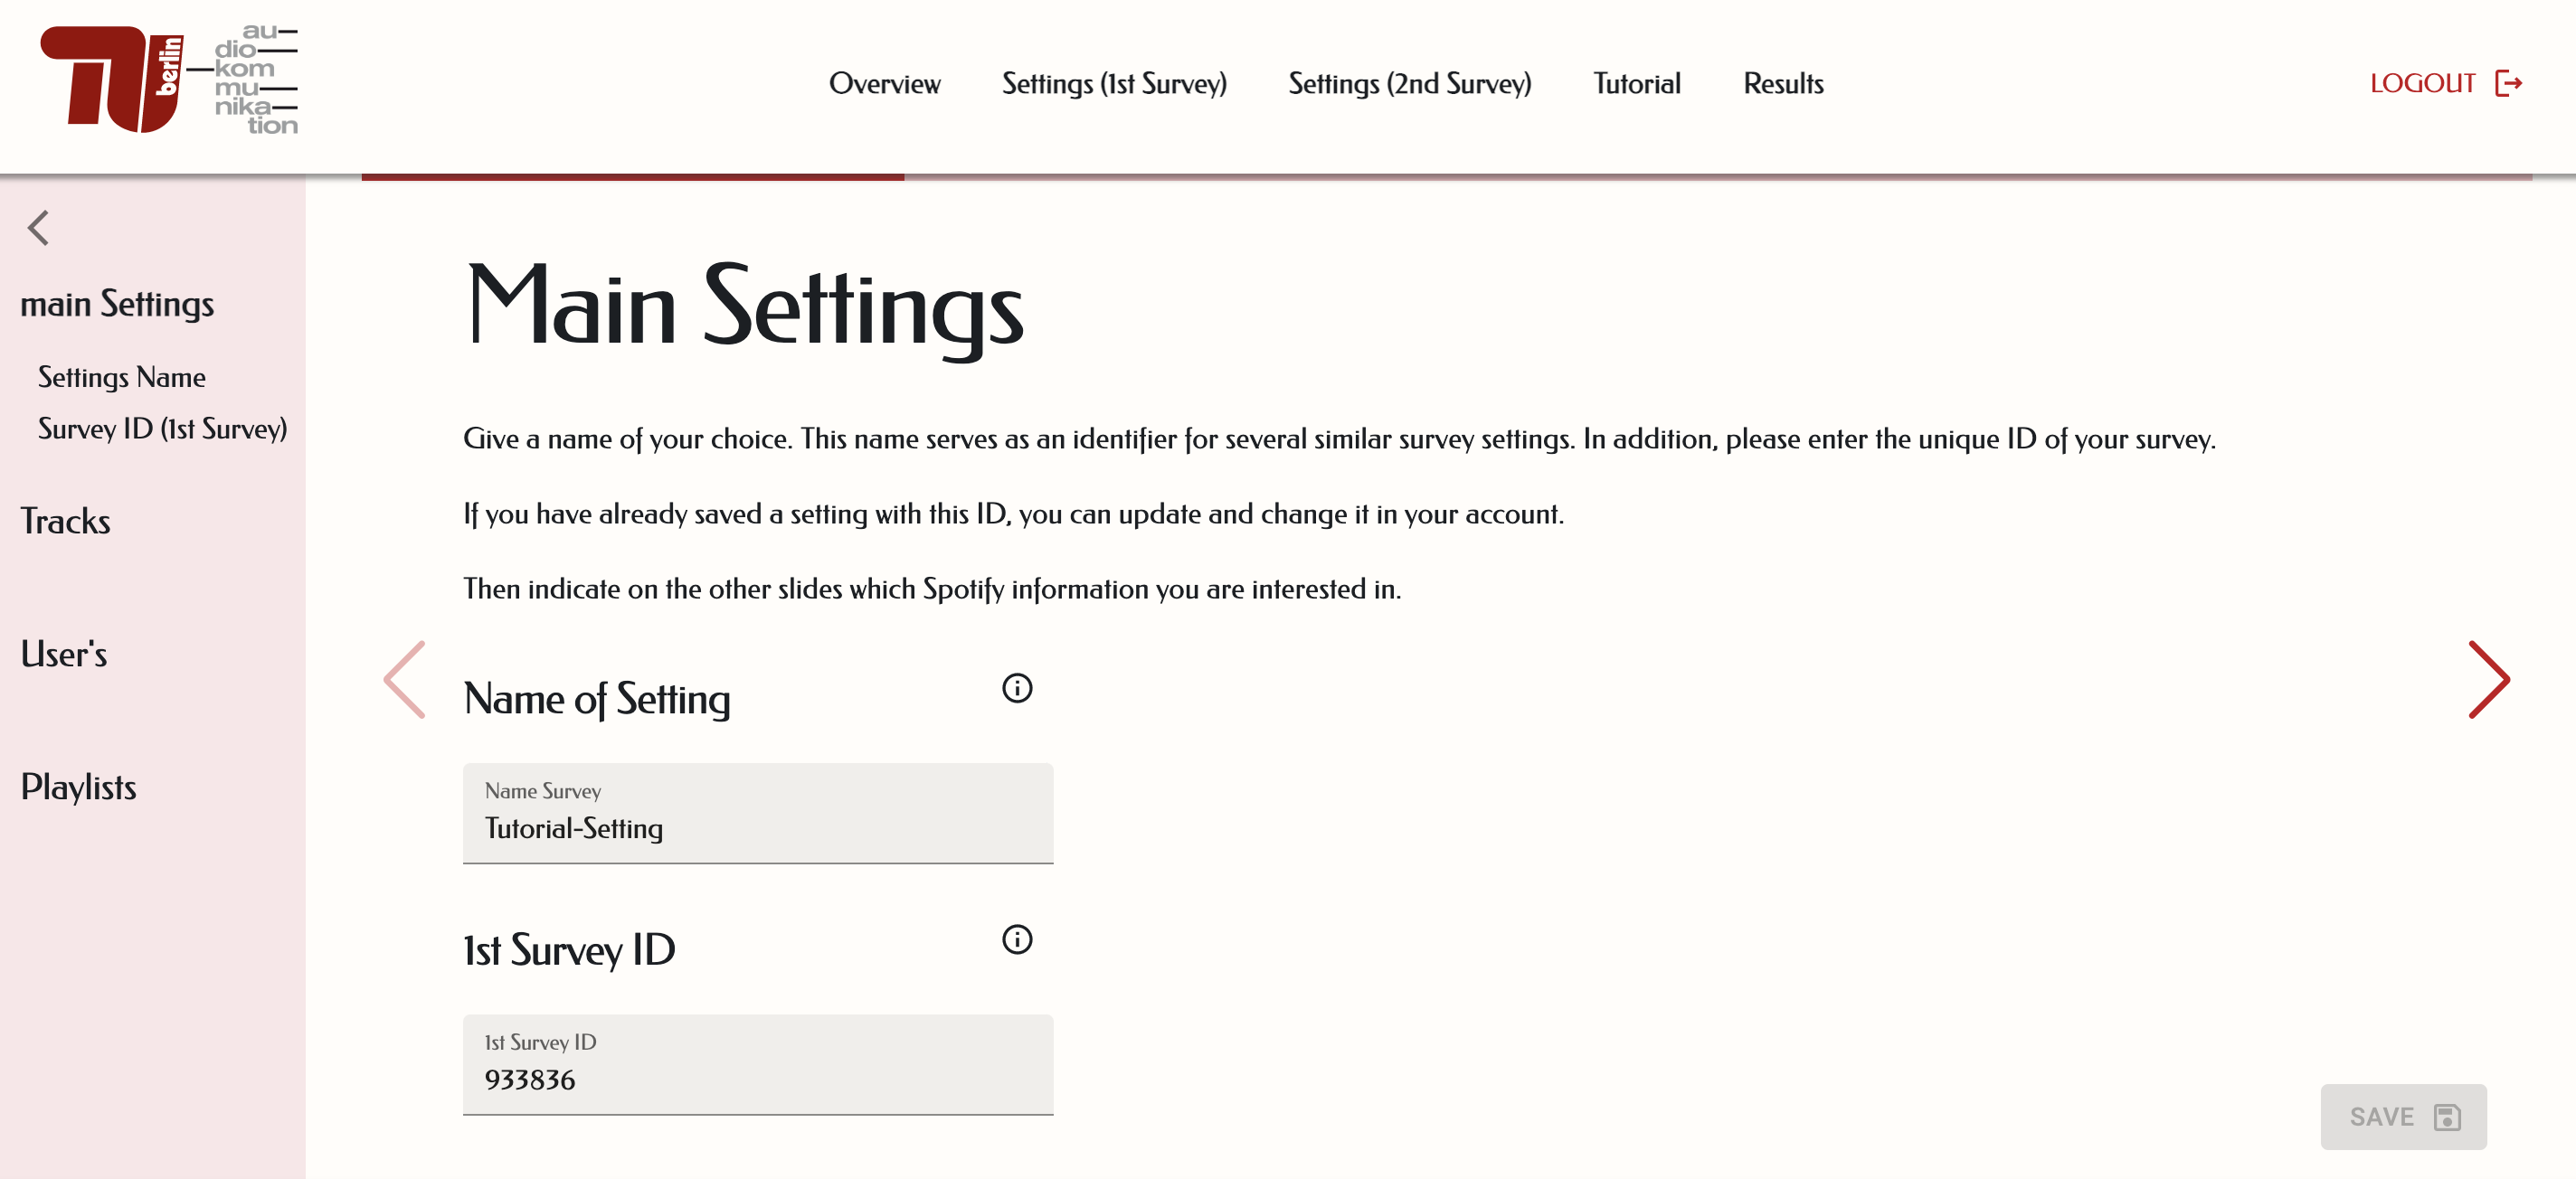 berlin
au
dio
kom
mu
nika
tion
Overview
Settings (1st Survey)
Settings (2nd Survey)
Tutorial
Results
LOGOUT
main Settings
Settings Name
Survey ID (1st Survey)
Tracks
User's
Playlists
Main Settings
Give a name of your choice. This name serves as an identifier for several similar survey settings. In addition, please enter the unique ID of your survey.
If you have already saved a setting with this ID, you can update and change it in your account.
Then indicate on the other slides which Spotify information you are interested in.
Name of Setting
Name Survey
Tutorial-Setting
1st Survey ID
1st Survey ID
933836
SAVE